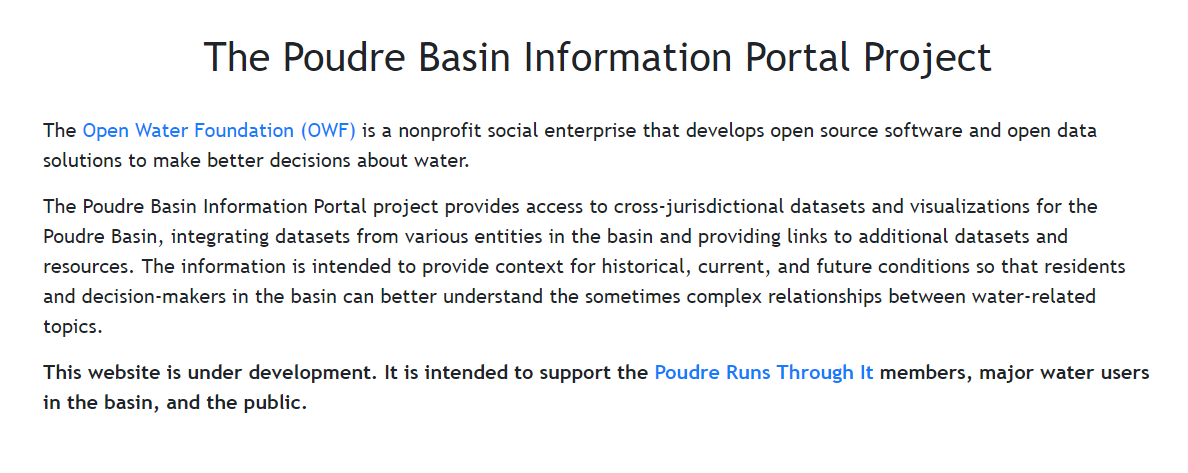 The Poudre Basin Information Portal Project
The Open Water Foundation (OWF) is a nonprofit social enterprise that develops open source software and open data
solutions to make better decisions about water.
The Poudre Basin Information Portal project provides access to cross-jurisdictional datasets and visualizations for the
Poudre Basin, integrating datasets from various entities in the basin and providing links to additional datasets and
resources. The information is intended to provide context for historical, current, and future conditions so that residents
and decision-makers in the basin can better understand the sometimes complex relationships between water-related
topics.
This website is under development. It is intended to support the Poudre Runs Through It members, major water users
in the basin, and the public.